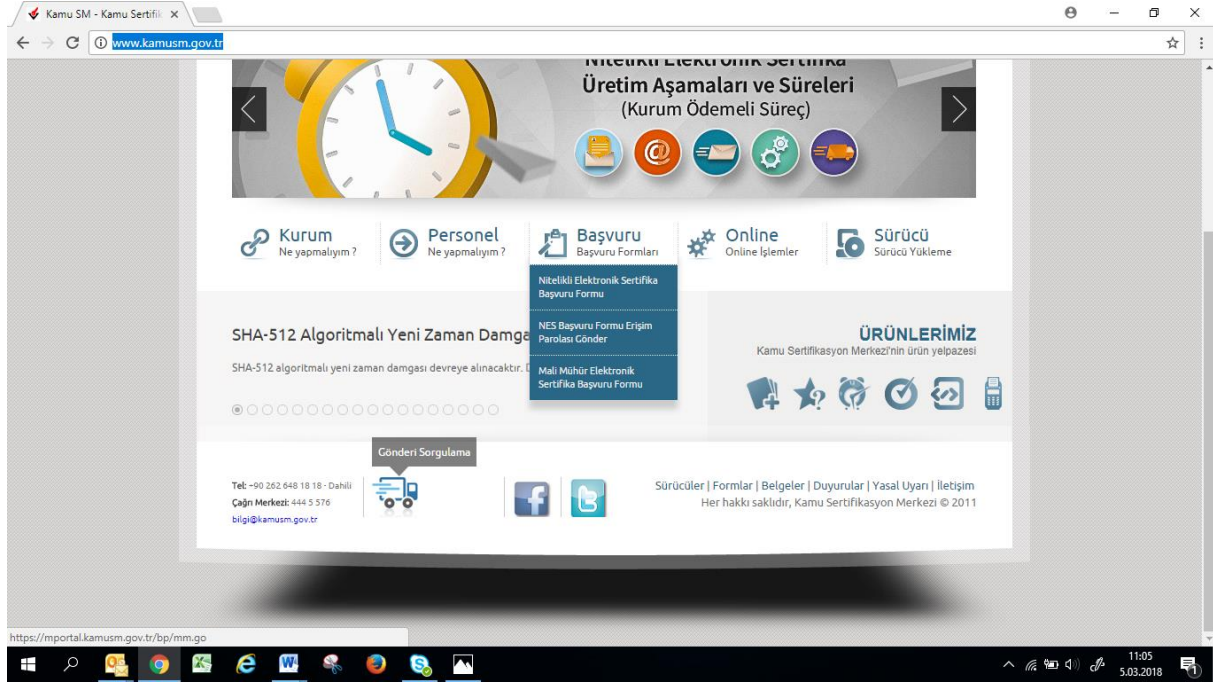 Kamu SM - Kamu Sertifi
www.kamusm.gov.tr
Nitelikli Elektronik Sertifika
Üretim Aşamaları ve Süreleri
(Kurum Ödemeli Süreç)
Kurum
Ne yapmalıyım ?
Personel
Ne yapmalıyım ?
Başvuru
Başvuru Formları
Online
Online İşlemler
Sürücü
Sürücü Yükleme
Nitelikli Elektronik Sertifika
Başvuru Formu
NES Başvuru Formu Erişim
Parolası Gönder
Mali Mühür Elektronik
Sertifika Başvuru Formu
SHA-512 Algoritmalı Yeni Zaman Damga
SHA-512 algoritmalı yeni zaman damgası devreye alınacaktır.
ÜRÜNLERİMİZ
Kamu Sertifikasyon Merkezi'nin ürün yelpazesi
Gönderi Sorgulama
Tel: ~90 262 648 18 18 - Dahili
Çağrı Merkezi: 444 5 576
bilgi@kamusm.gov.tr
Sürücüler | Formlar | Belgeler | Duyurular | Yasal Uyarı | İletişim
Her hakkı saklıdır, Kamu Sertifikasyon Merkezi © 2011
https://mportal.kamusm.gov.tr/bp/mm.go
11:05
5.03.2018